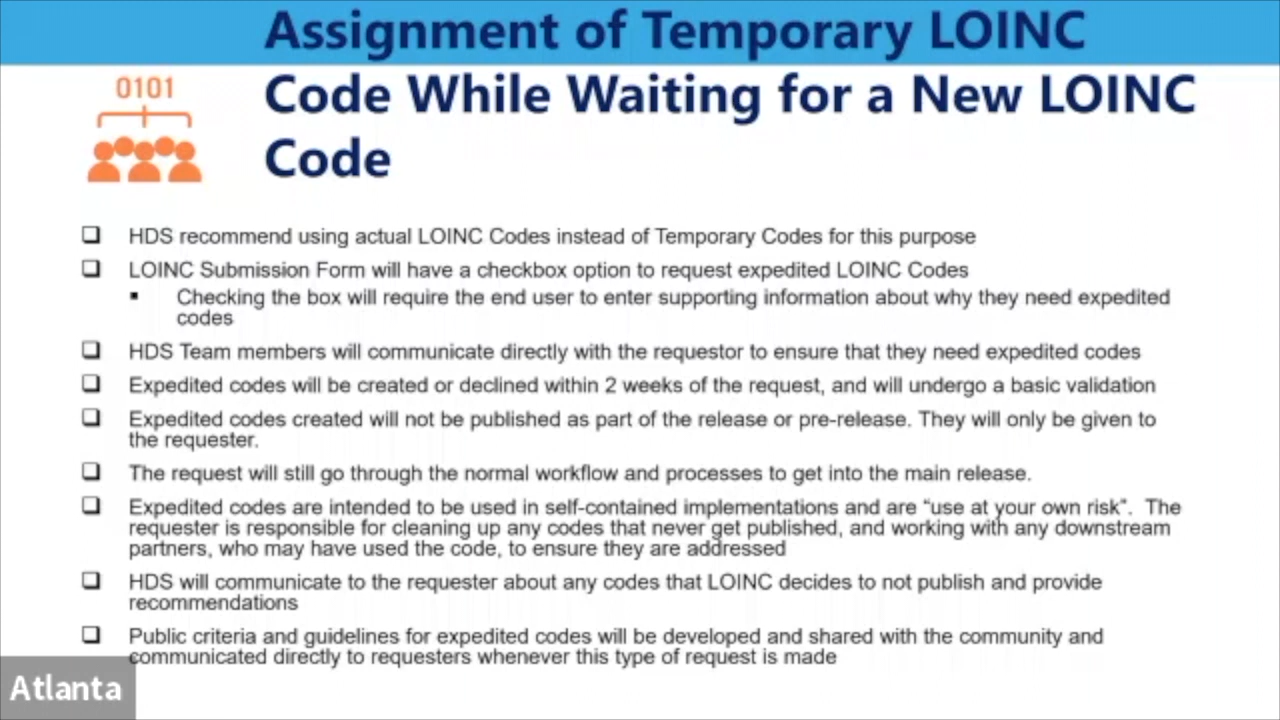 Assignment of Temporary LOINC
Code While Waiting for a New LOINC
Code
0101
HDS recommend using actual LOINC Codes instead of Temporary Codes for this purpose
LOINC Submission Form will have a checkbox option to request expedited LOINC Codes
Checking the box will require the end user to enter supporting information about why they need expedited
codes
HDS Team members will communicate directly with the requestor to ensure that they need expedited codes
Expedited codes will be created or declined within 2 weeks of the request, and will undergo a basic validation
Expedited codes created will not be published as part of the release or pre-release. They will only be given to
the requester.
The request will still go through the normal workflow and processes to get into the main release.
Expedited codes are intended to be used in self-contained implementations and are “use at your own risk”. The
requester is responsible for cleaning up any codes that never get published, and working with any downstream
partners, who may have used the code, to ensure they are addressed
HDS will communicate to the requester about any codes that LOINC decides to not publish and provide
recommendations
Public criteria and guidelines for expedited codes will be developed and shared with the community and
communicated directly to requesters whenever this type of request is made
Atlanta